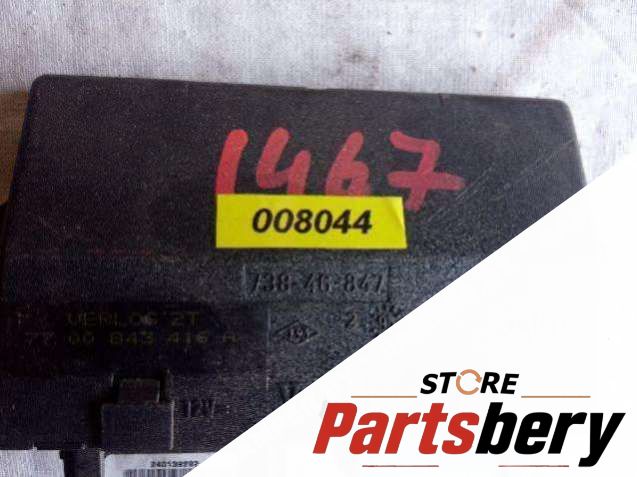 1467
008044
738-46-847
VERLOG 2T
77 00 843 416 A
12V
STORE
Partsbery